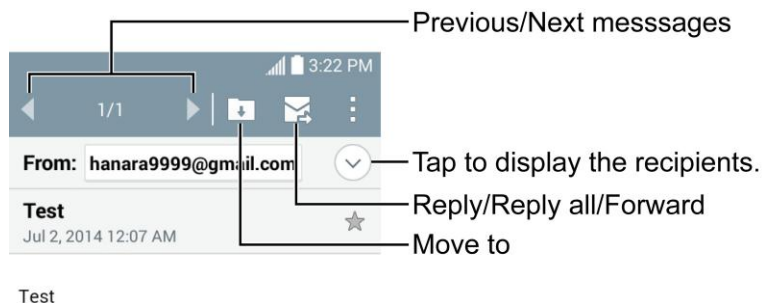 Previous/Next messsages
3:22 PM
1/1
From: hanara9999@gmail.com
Tap to display the recipients.
Test
Reply/Reply all/Forward
Jul 2, 2014 12:07 AM
Move to
Test